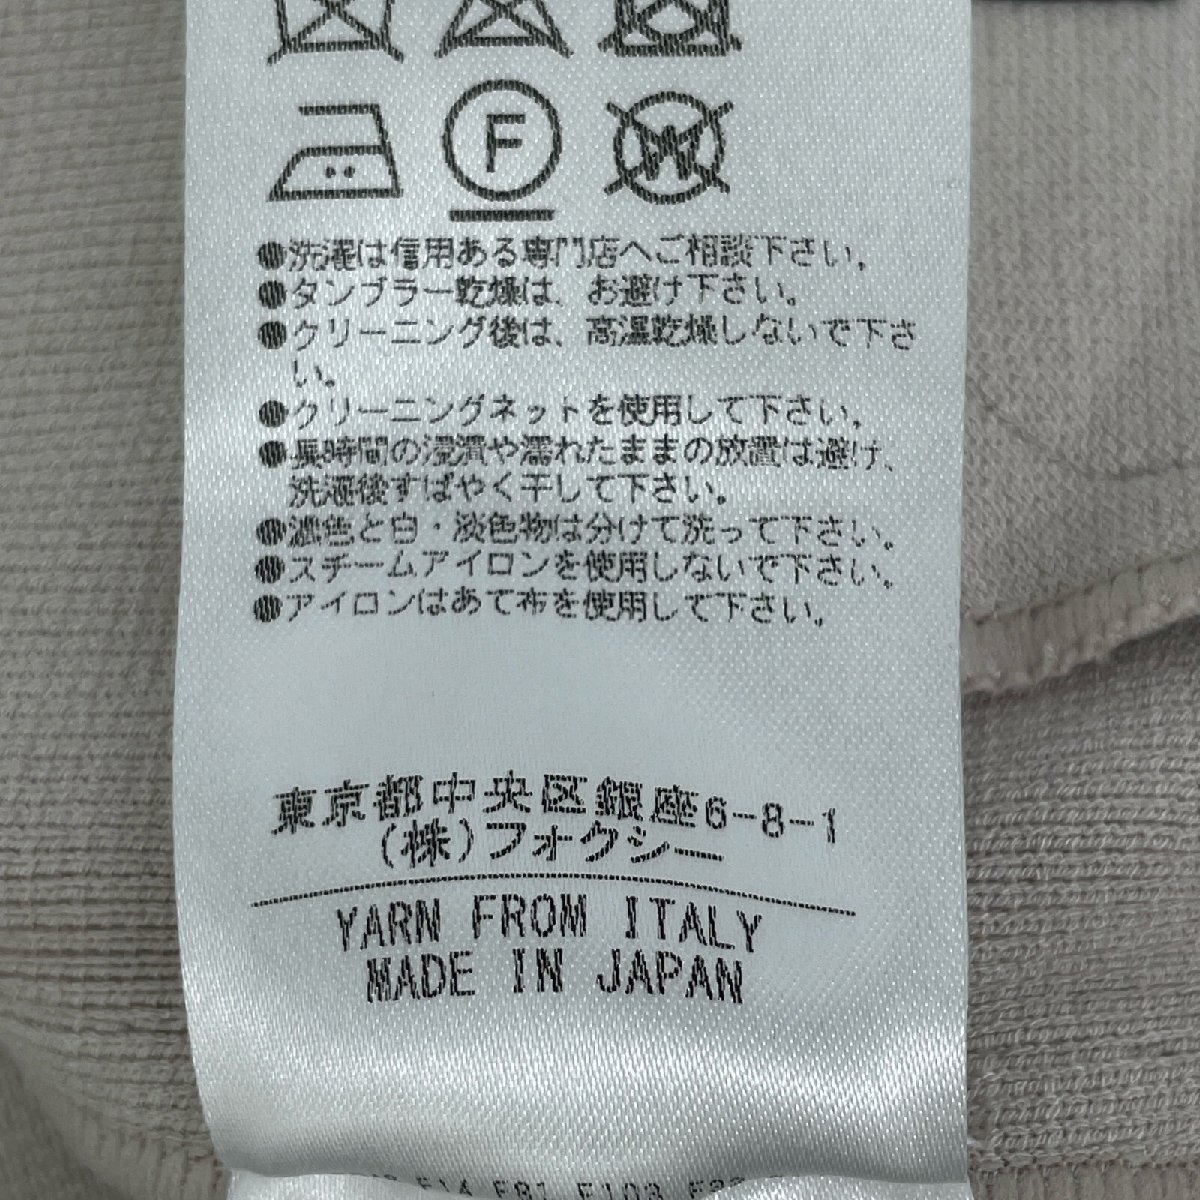 F
W
●洗濯は信用ある専門店へご相談下さい。
●タンブラー乾燥は、お避け下さい。
●クリーニング後は、高温乾燥しないで下さ
い。
●クリーニングネットを使用して下さい。
●長時間の浸漬や濡れたままの放置は避け、
洗濯後すばやく干して下さい。
●濃色と白・淡色物は分けて洗って下さい。
●スチームアイロンを使用しないで下さい。
●アイロンはあて布を使用して下さい。
東京都中央区銀座6-8-1
(株)フォクシー
YARN FROM ITALY
MADE IN JAPAN